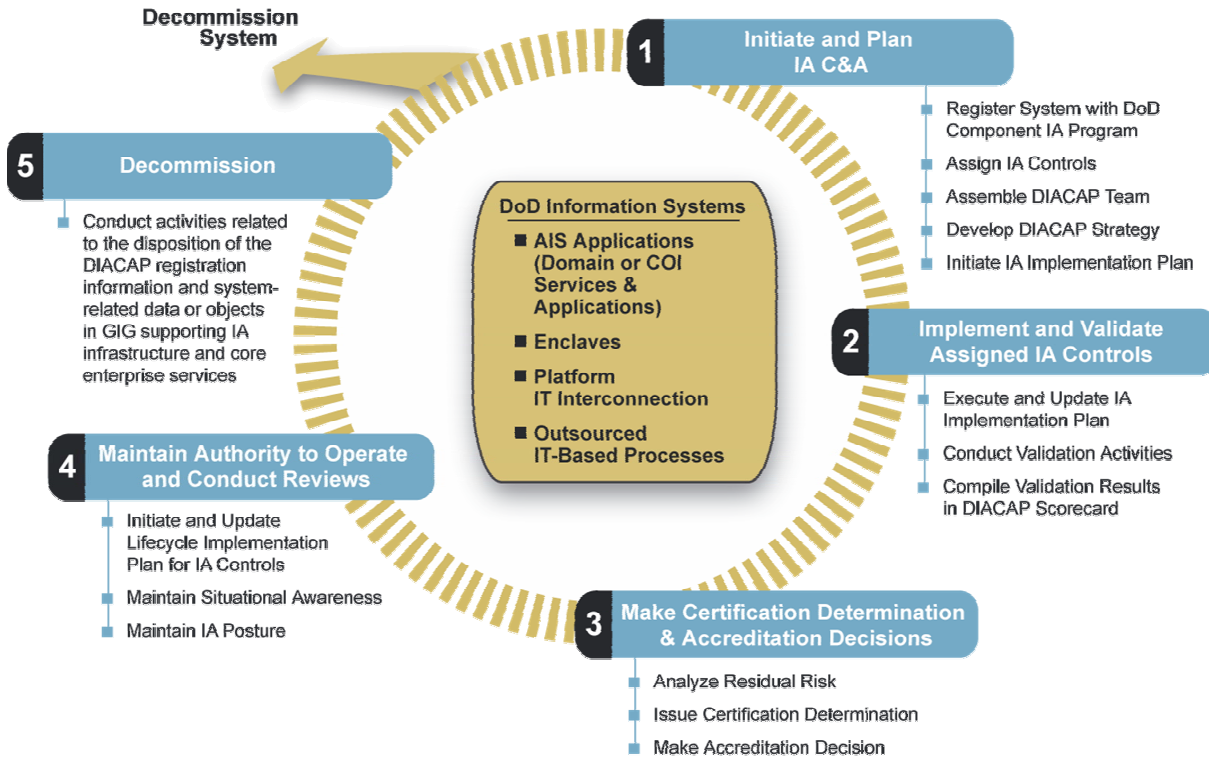 Decommission
System
1
Initiate and Plan
IA C&A
Register System with DoD
Component IA Program
Assign IA Controls
Assemble DIACAP Team
Develop DIACAP Strategy
Initiate IA Implementation Plan
2
Implement and Validate
Assigned IA Controls
Execute and Update IA
Implementation Plan
Conduct Validation Activities
Compile Validation Results
in DIACAP Scorecard
3
Make Certification Determination
& Accreditation Decisions
Analyze Residual Risk
Issue Certification Determination
Make Accreditation Decision
4
Maintain Authority to Operate
and Conduct Reviews
Initiate and Update
Lifecycle Implementation
Plan for IA Controls
Maintain Situational Awareness
Maintain IA Posture
5
Decommission
Conduct activities related
to the disposition of the
DIACAP registration
information and system-
related data or objects
in GIG supporting IA
infrastructure and core
enterprise services
DoD Information Systems
AIS Applications
(Domain or COI
Services &
Applications)
Enclaves
Platform
IT Interconnection
Outsourced
IT-Based Processes